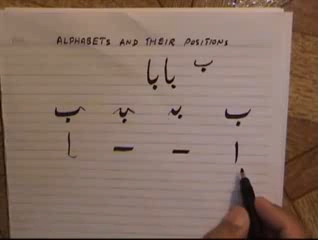 ALPHABETS AND THEIR POSITIONS
ب بابا
ب بـ ـبـ ـب
ا - - ـا